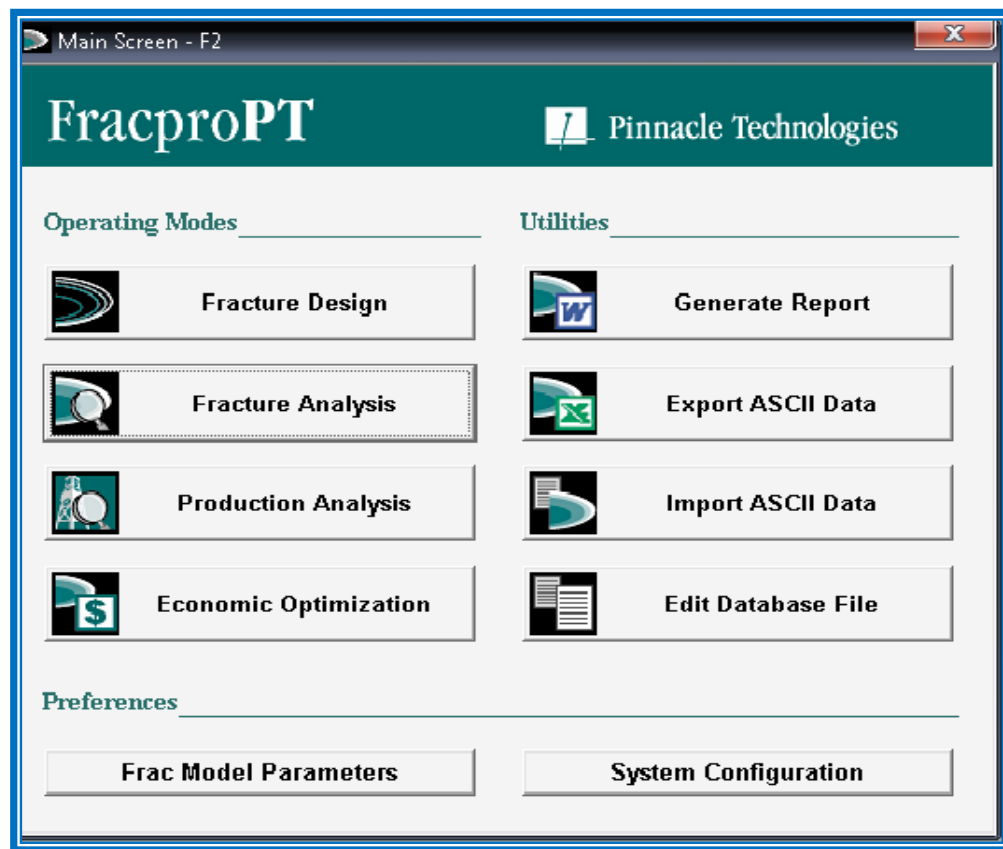 Main Screen - F2
FracproPT
Pinnacle Technologies
Operating Modes
Utilities
Fracture Design
Generate Report
Fracture Analysis
Export ASCII Data
Production Analysis
Import ASCII Data
Economic Optimization
Edit Database File
Preferences
Frac Model Parameters
System Configuration